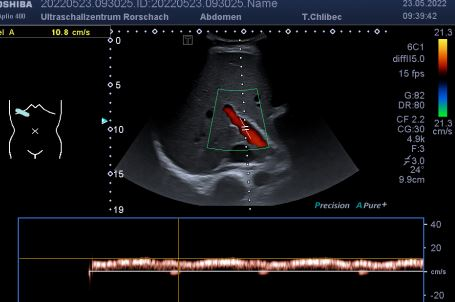 OSHIBA 20220523.093025.ID:20220523.093025.Name 23.05.2022
plio 400 Ultraschallzentrum Rorschach Abdomen T.Chlibec 09:39:42
el A 10.8 cm/s
T
21.3
6C1
diffII5.0
15 fps
G:82
DR:80
CF 2.2
CG:30
4.9k
F:3
3.0
24°
9.9cm
21.3
cm/s
0
5
10
15
19
Precision APure+
40
20
cm/s
20